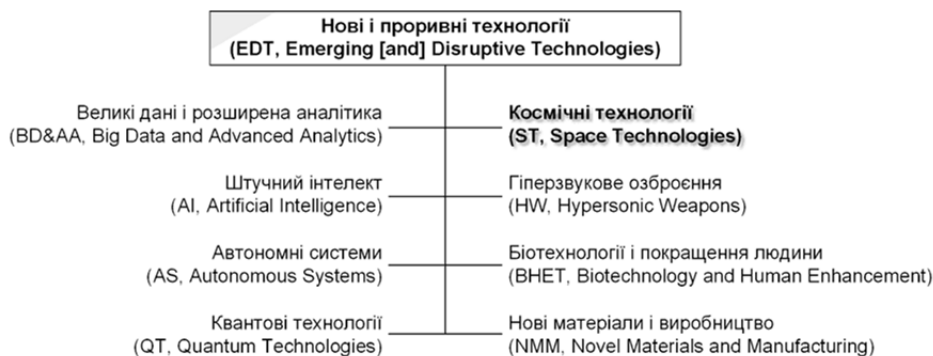 Нові і проривні технології
(EDT, Emerging [and] Disruptive Technologies)
Великі дані і розширена аналітика
(BD&AA, Big Data and Advanced Analytics)
Космічні технології
(ST, Space Technologies)
Штучний інтелект
(AI, Artificial Intelligence)
Гіперзвукове озброєння
(HW, Hypersonic Weapons)
Автономні системи
(AS, Autonomous Systems)
Біотехнології і покращення людини
(BHET, Biotechnology and Human Enhancement)
Квантові технології
(QT, Quantum Technologies)
Нові матеріали і виробництво
(NMM, Novel Materials and Manufacturing)